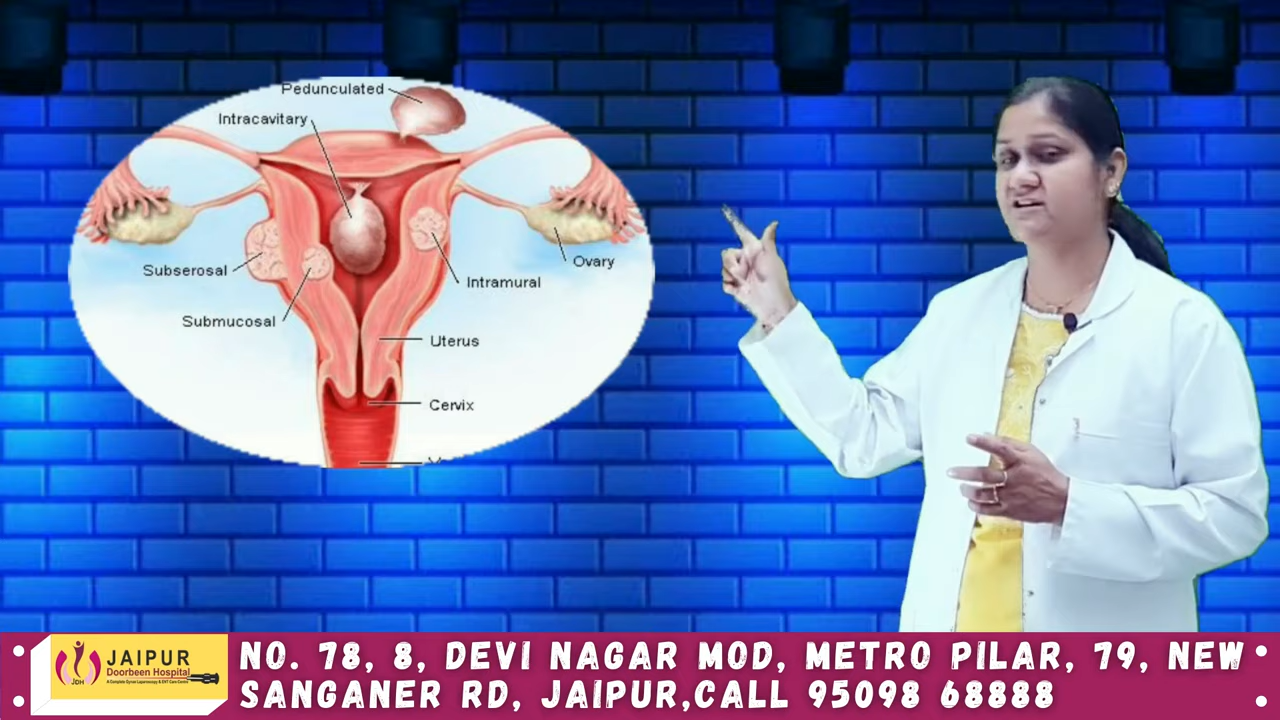 Pedunculated
Intracavitary
Subserosal
Submucosal
Intramural
Ovary
Uterus
Cervix
JAIPUR
Doorbeen Hospital
JDH
NO. 78, 8, DEVI NAGAR MOD, METRO PILAR, 79, NEW
SANGANER RD, JAIPUR,CALL 95098 68888